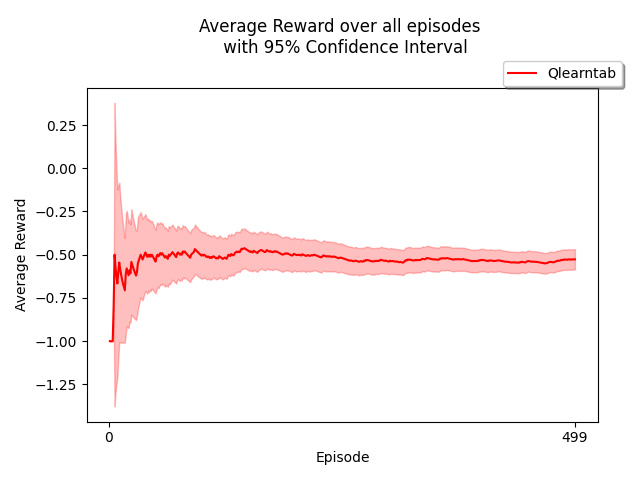 Average Reward over all episodes
with 95% Confidence Interval
Qlearntab
0.25
0.00
−0.25
−0.50
−0.75
−1.00
−1.25
Average Reward
0
499
Episode